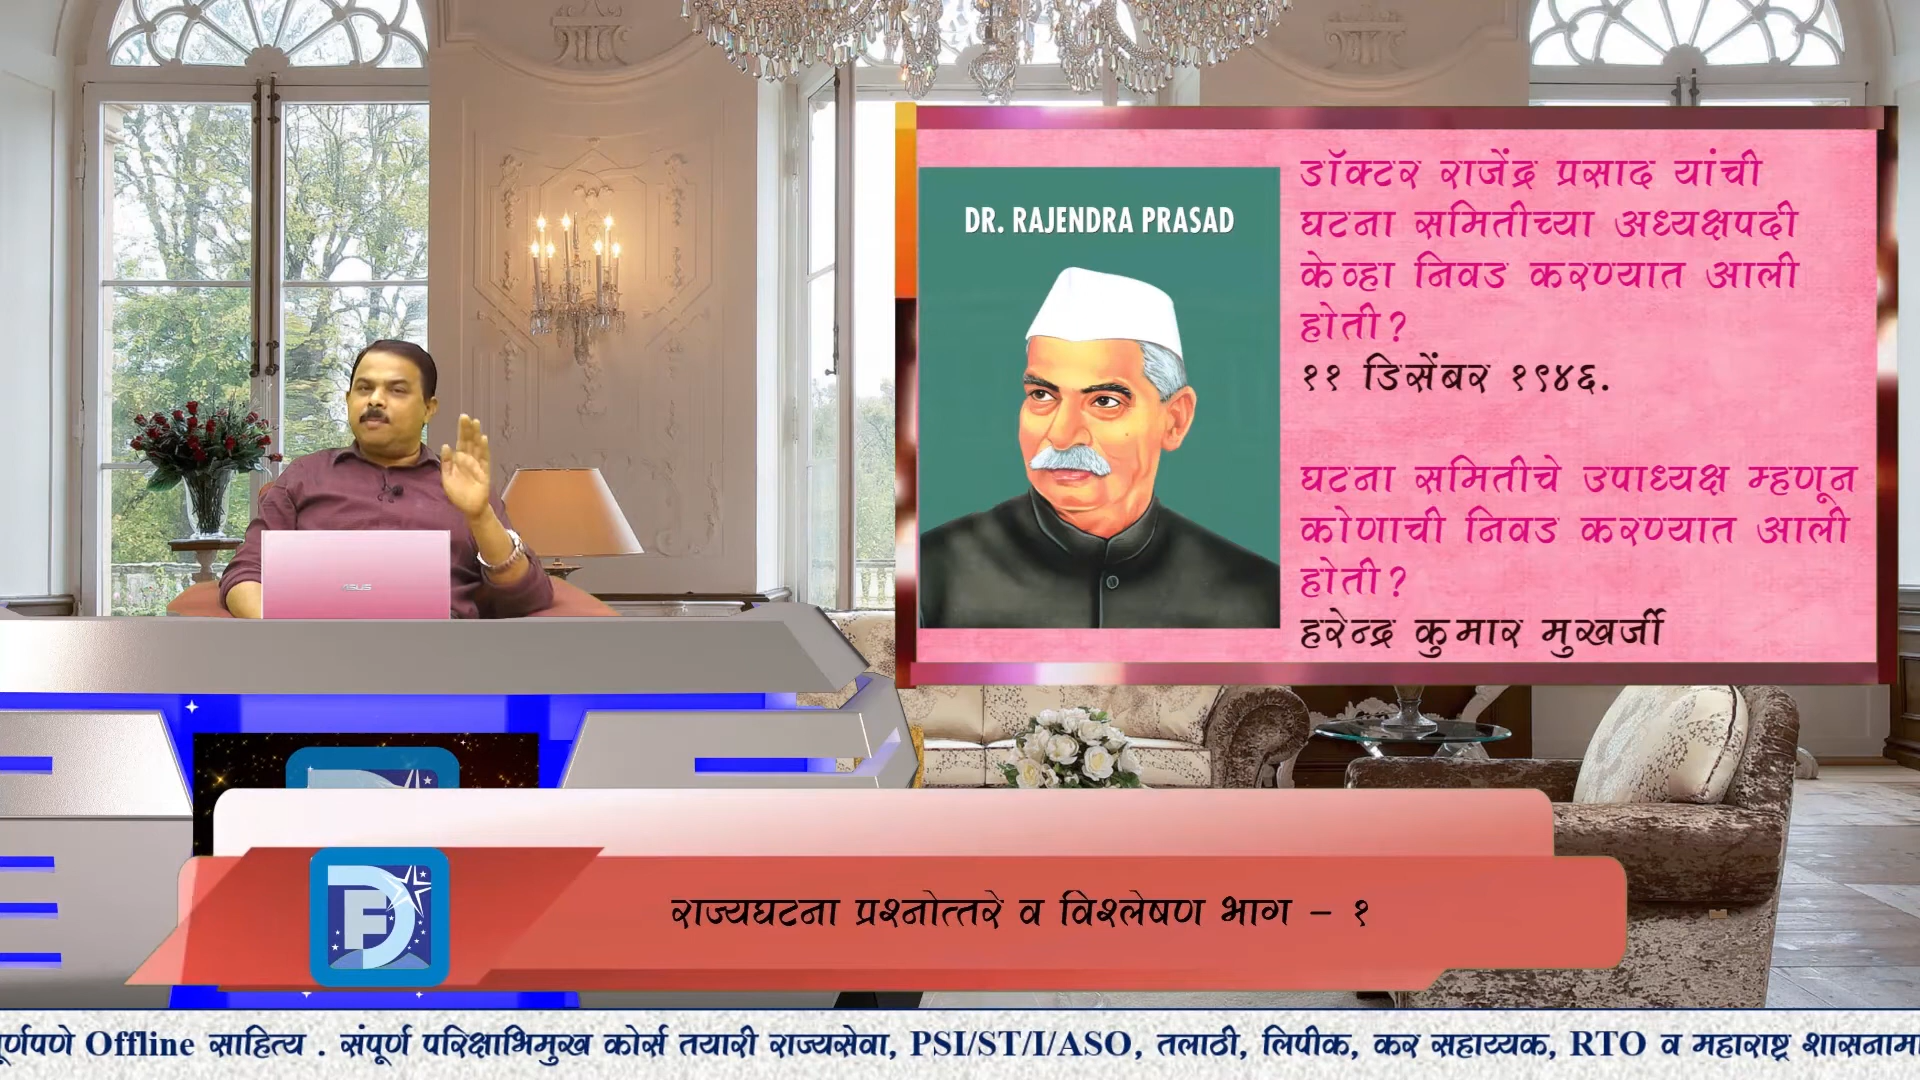 DR. RAJENDRA PRASAD
डॉक्टर राजेंद्र प्रसाद यांची
घटना समितीच्या अध्यक्षपदी
केव्हा निवड करण्यात आली
होती?
११ डिसेंबर १९४६.
घटना समितीचे उपाध्यक्ष म्हणून
कोणाची निवड करण्यात आली
होती?
हरेन्द्र कुमार मुखर्जी
ASUS
DF
राज्यघटना प्रश्नोत्तरे व विश्लेषण भाग – १
Offline साहित्य . संपूर्ण परिक्षाभिमुख कोर्स तयारी राज्यसेवा, PSI/ST/I/ASO, तलाठी, लिपीक, कर सहाय्यक, RTO व महाराष्ट्र